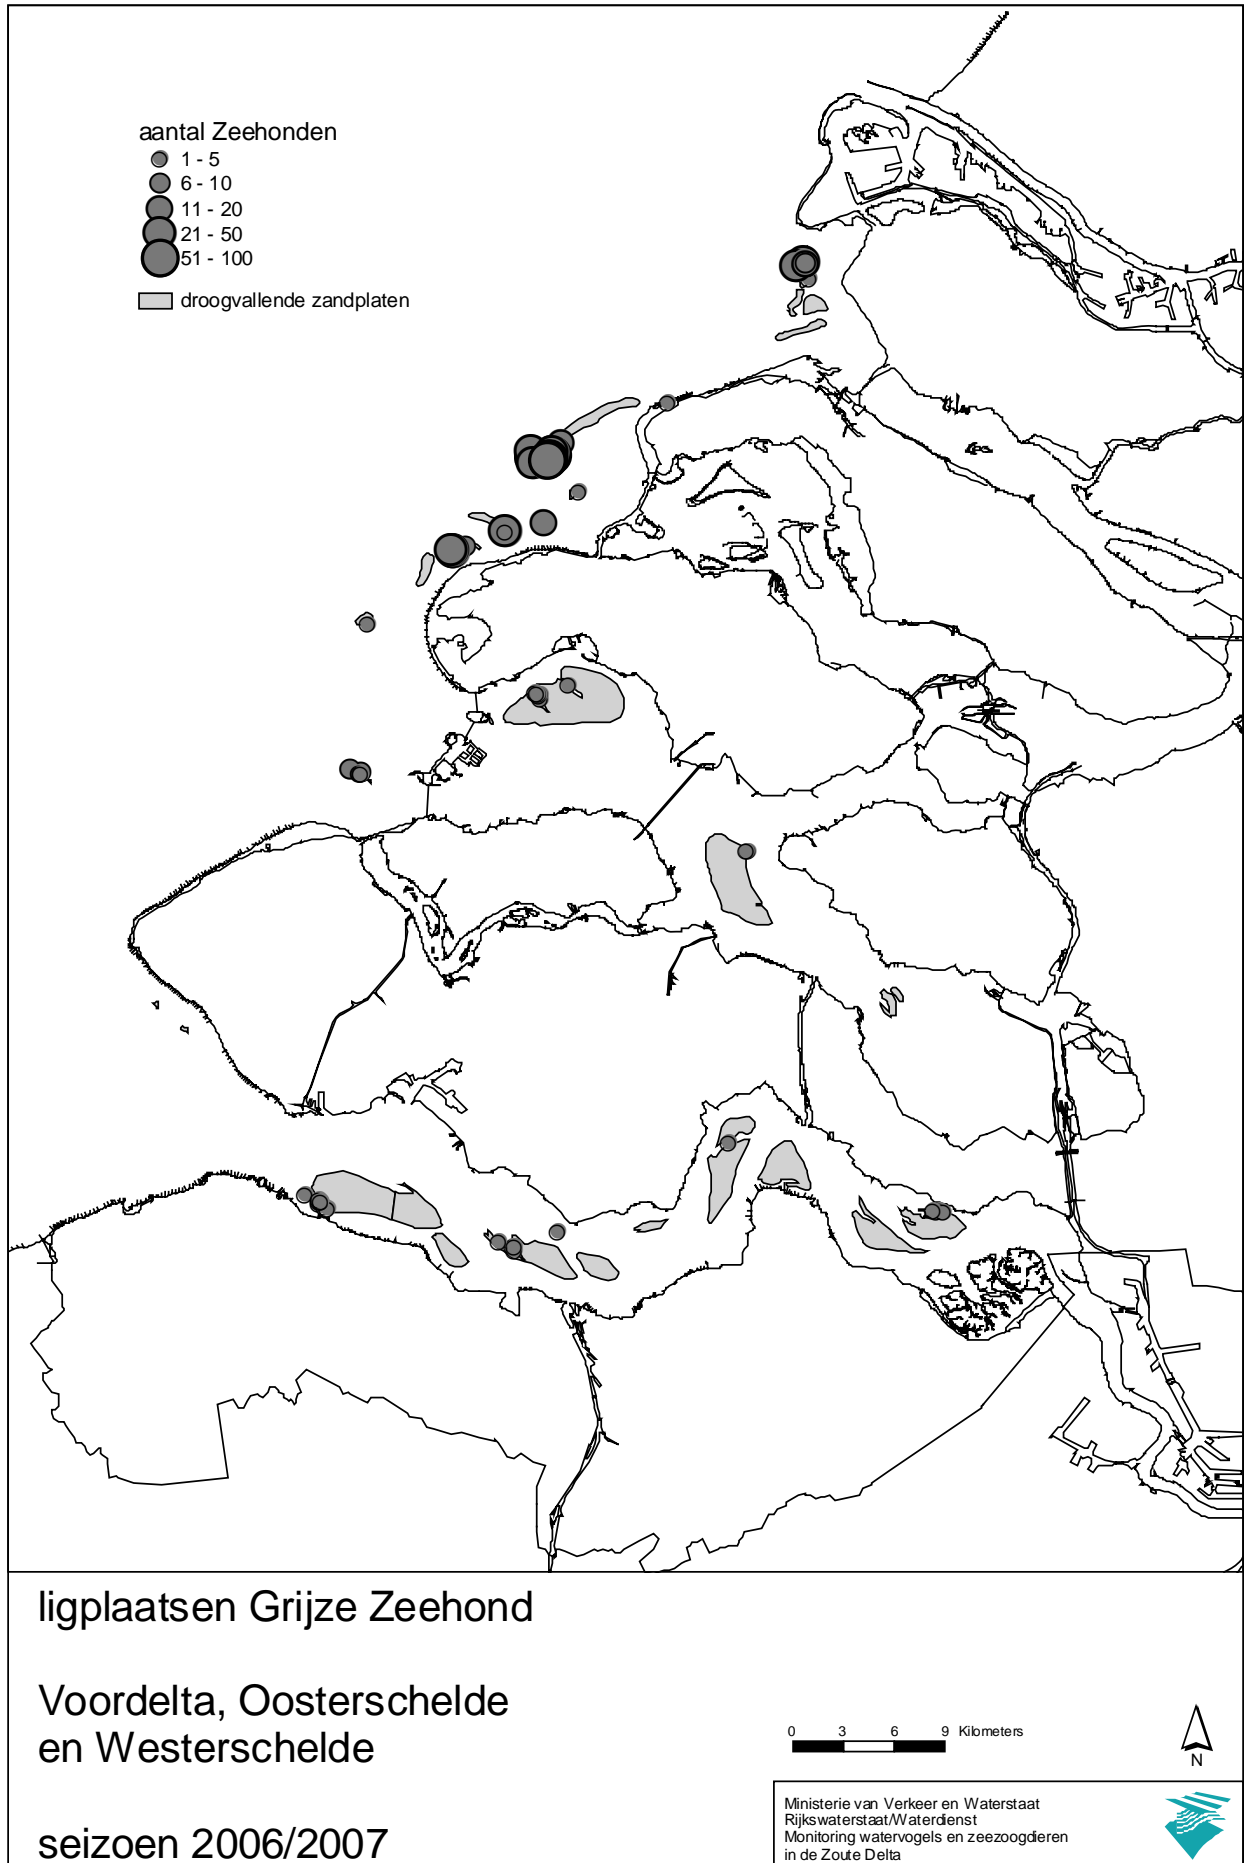 aantal Zeehonden
1 - 5
6 - 10
11 - 20
21 - 50
51 - 100
droogvallende zandplaten
ligplaatsen Grijze Zeehond
Voordelta, Oosterschelde
en Westerschelde
seizoen 2006/2007
0 3 6 9 Kilometers
N
Ministerie van Verkeer en Waterstaat
Rijkswaterstaat/Waterdienst
Monitoring watervogels en zeezoogdieren
in de Zoute Delta